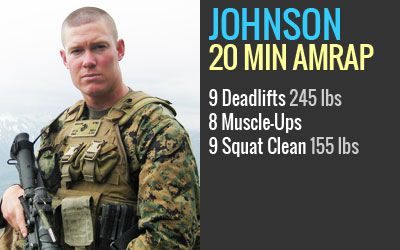 JOHNSON
20 MIN AMRAP
9 Deadlifts 245 lbs
8 Muscle-Ups
9 Squat Clean 155 lbs